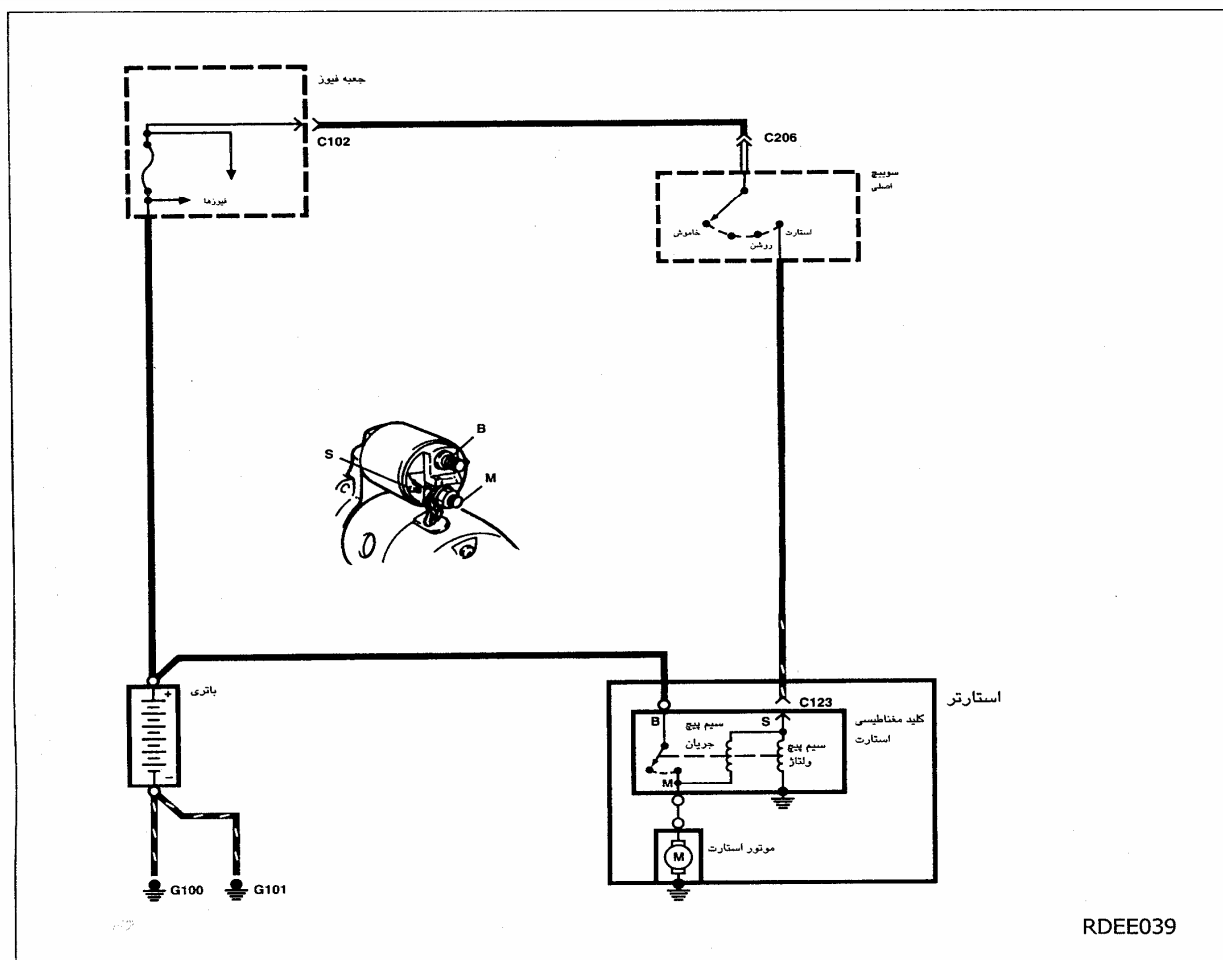 جعبه فیوز
C102
فیوزها
C206
سوییچ
اصلی
خاموش
روشن
استارت
B
S
M
باتری
+
–
G100
G101
استارتر
C123
کلید مغناطیسی
استارت
B
S
سیم پیچ
جریان
سیم پیچ
ولتاژ
M
موتور استارت
M
RDEE039